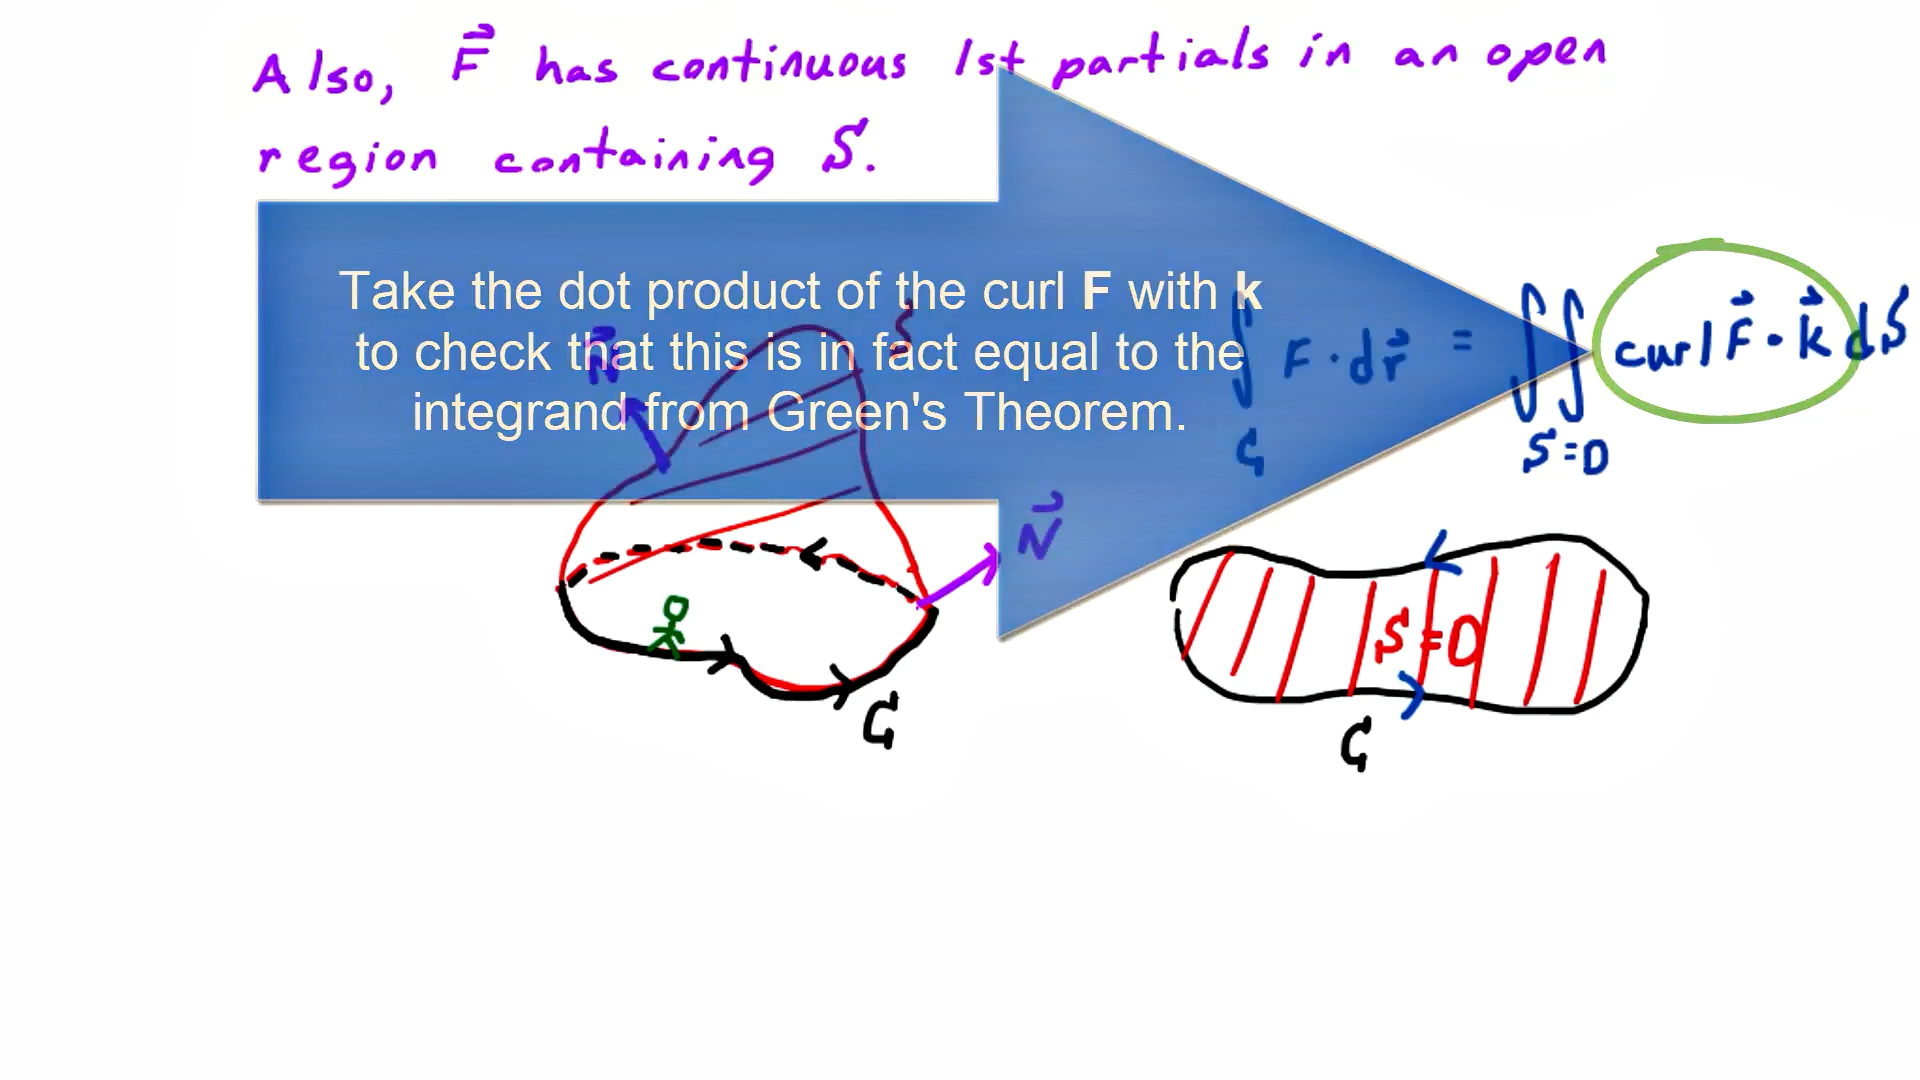 Also, F⃗ has continuous 1st partials in an open
region containing S.
Take the dot product of the curl F with k
to check that this is in fact equal to the
integrand from Green's Theorem.
∫ F · dr⃗ = ∬ curl F⃗ · k⃗ dS
C S=D
N⃗ S
N⃗
S=D
C
C